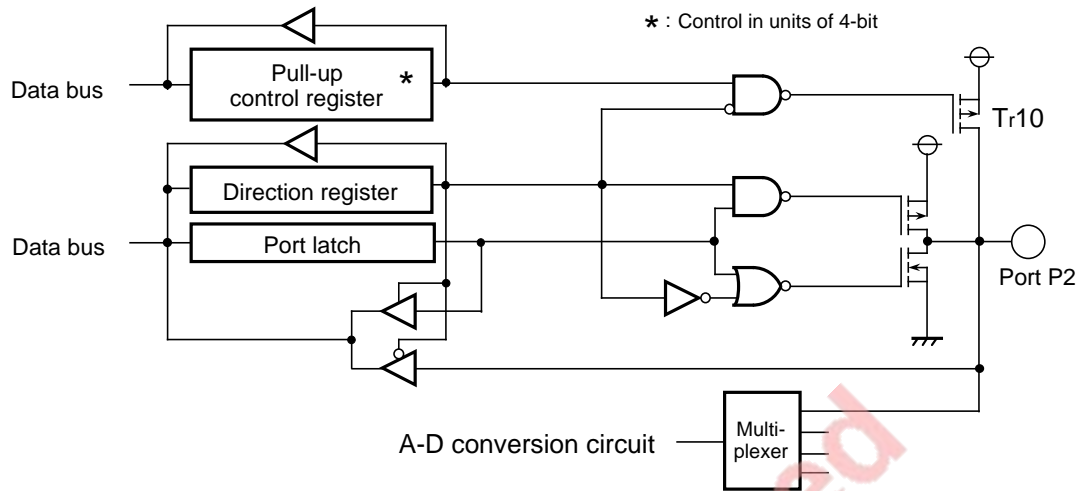 * : Control in units of 4-bit
Data bus
Pull-up
control register *
Tr10
Direction register
Data bus
Port latch
Port P2
A-D conversion circuit
Multi-
plexer